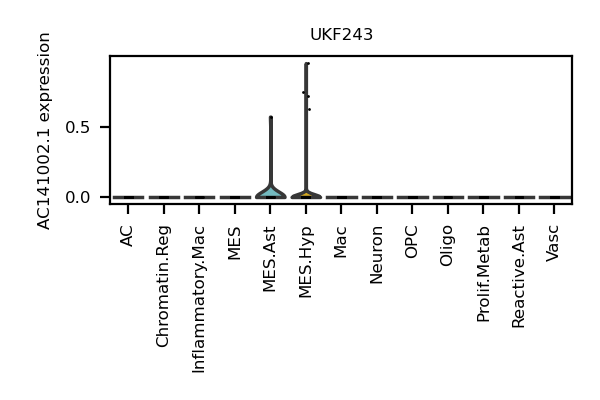 UKF243
AC141002.1 expression
0.5
0.0
AC
Chromatin.Reg
Inflammatory.Mac
MES
MES.Ast
MES.Hyp
Mac
Neuron
OPC
Oligo
Prolif.Metab
Reactive.Ast
Vasc